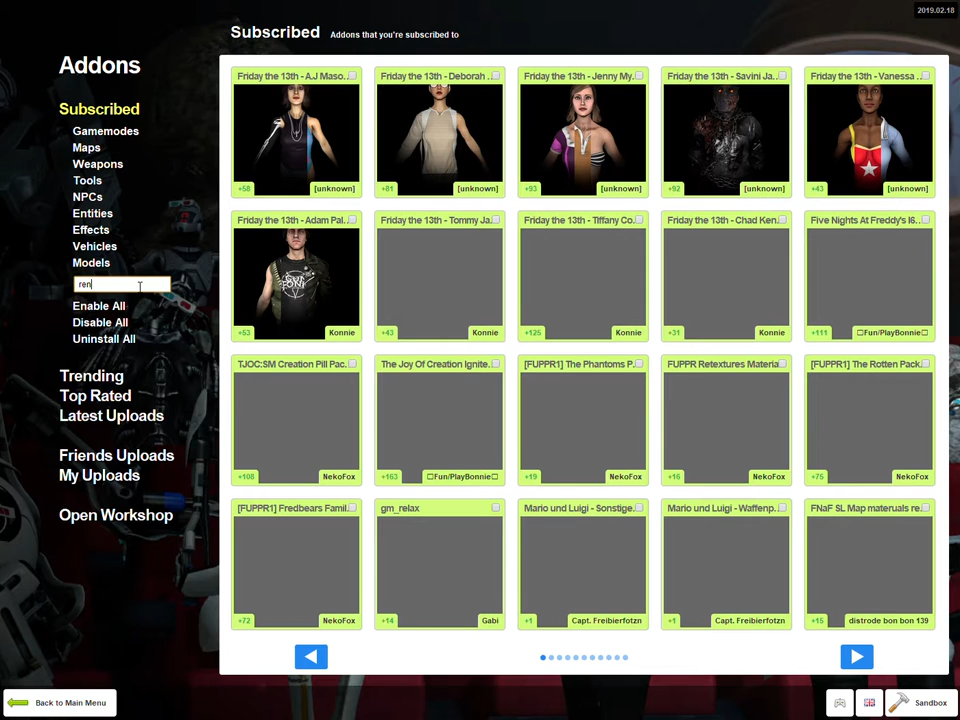 2019.02.18
Subscribed Addons that you're subscribed to
Addons
Subscribed
Gamemodes
Maps
Weapons
Tools
NPCs
Entities
Effects
Vehicles
Models
ren
Enable All
Disable All
Uninstall All
Trending
Top Rated
Latest Uploads
Friends Uploads
My Uploads
Open Workshop
Friday the 13th - A.J Maso...
Friday the 13th - Deborah ...
Friday the 13th - Jenny My...
Friday the 13th - Savini Ja...
Friday the 13th - Vanessa ...
+58 [unknown]
+81 [unknown]
+93 [unknown]
+92 [unknown]
+43 [unknown]
Friday the 13th - Adam Pal...
Friday the 13th - Tommy Ja...
Friday the 13th - Tiffany Co...
Friday the 13th - Chad Ken...
Five Nights At Freddy's I6...
+53 Konnie
+43 Konnie
+125 Konnie
+31 Konnie
+111 □Fun/PlayBonnie□
TJOC:SM Creation Pill Pac...
The Joy Of Creation Ignite...
[FUPPR1] The Phantoms P...
FUPPR Retextures Materia...
[FUPPR1] The Rotten Pack...
+108 NekoFox
+163 □Fun/PlayBonnie□
+19 NekoFox
+16 NekoFox
+75 NekoFox
[FUPPR1] Fredbears Famil...
gm_relax
Mario und Luigi - Sonstige...
Mario und Luigi - Waffenp...
FNaF SL Map materuals re...
+72 NekoFox
+14 Gabi
+1 Capt. Freibierfotzn
+1 Capt. Freibierfotzn
+15 distrode bon bon 139
Back to Main Menu
Sandbox